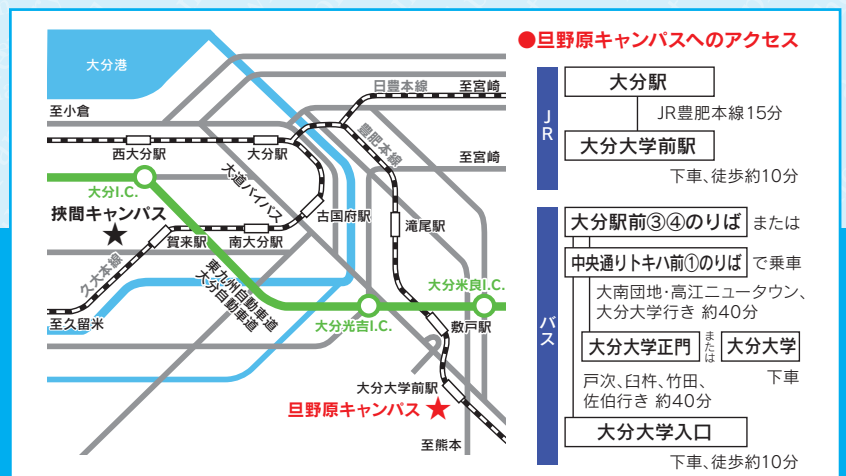 大分港
日豊本線
至宮崎
至小倉
豊肥本線
西大分駅
大分駅
至宮崎
大道バイパス
大分I.C.
挾間キャンパス
古国府駅
滝尾駅
賀来駅
南大分駅
久大本線
東九州自動車道
大分自動車道
大分米良I.C.
至久留米
大分光吉I.C.
敷戸駅
大分大学前駅
旦野原キャンパス
至熊本
●旦野原キャンパスへのアクセス
JR
大分駅
JR豊肥本線15分
大分大学前駅
下車、徒歩約10分
バス
大分駅前③④のりば または
中央通りトキハ前①のりば で乗車
大南団地・高江ニュータウン、
大分大学行き 約40分
大分大学正門 または 大分大学
下車
戸次、臼杵、竹田、
佐伯行き 約40分
大分大学入口
下車、徒歩約10分